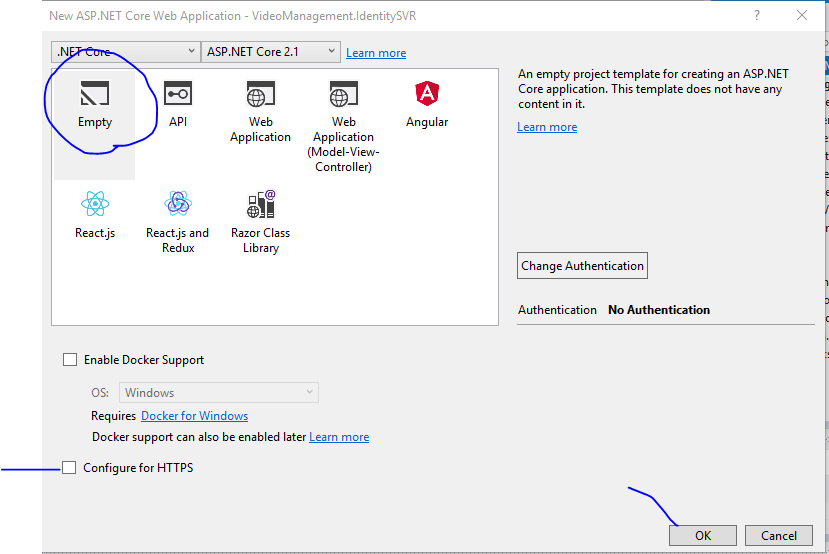 New ASP.NET Core Web Application - VideoManagement.IdentitySVR
?
.NET Core
ASP.NET Core 2.1
Learn more
Empty
API
Web
Application
Web
Application
(Model-View-
Controller)
Angular
React.js
React.js and
Redux
Razor Class
Library
An empty project template for creating an ASP.NET
Core application. This template does not have any
content in it.
Learn more
Change Authentication
Authentication No Authentication
Enable Docker Support
OS: Windows
Requires Docker for Windows
Docker support can also be enabled later Learn more
Configure for HTTPS
OK
Cancel